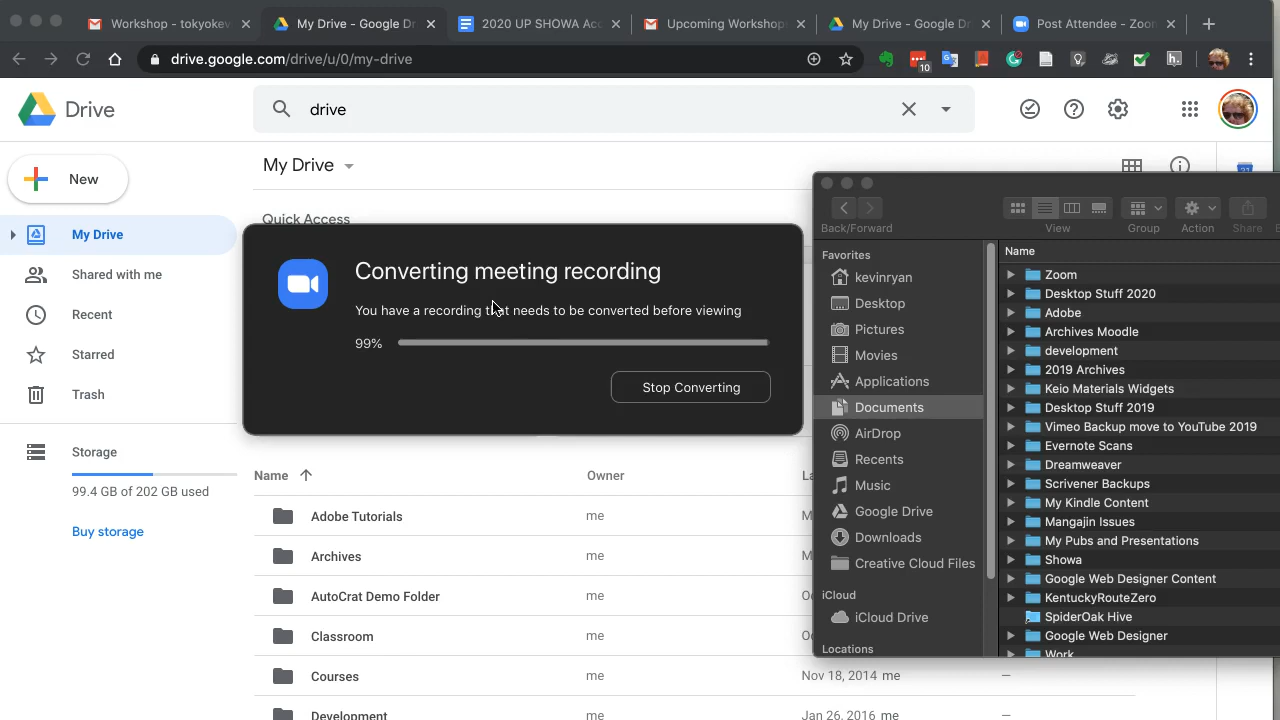 Workshop - tokyokev
My Drive - Google Dr
2020 UP SHOWA Acc
Upcoming Workshop
My Drive - Google Dr
Post Attendee - Zoom
drive.google.com/drive/u/0/my-drive
10
Drive
drive
My Drive
New
Quick Access
My Drive
Shared with me
Recent
Starred
Trash
Storage
99.4 GB of 202 GB used
Buy storage
Converting meeting recording
You have a recording that needs to be converted before viewing
99%
Stop Converting
Name
Owner
La
Adobe Tutorials
me
M
Archives
me
M
AutoCrat Demo Folder
me
Oc
Classroom
me
Oc
Courses
me
Nov 18, 2014 me
—
Development
me
Jan 26, 2016 me
—
Back/Forward
View
Group
Action
Share
Favorites
kevinryan
Desktop
Pictures
Movies
Applications
Documents
AirDrop
Recents
Music
Google Drive
Downloads
Creative Cloud Files
iCloud
iCloud Drive
Locations
Name
Zoom
Desktop Stuff 2020
Adobe
Archives Moodle
development
2019 Archives
Keio Materials Widgets
Desktop Stuff 2019
Vimeo Backup move to YouTube 2019
Evernote Scans
Dreamweaver
Scrivener Backups
My Kindle Content
Mangajin Issues
My Pubs and Presentations
Showa
Google Web Designer Content
KentuckyRouteZero
SpiderOak Hive
Google Web Designer
Work